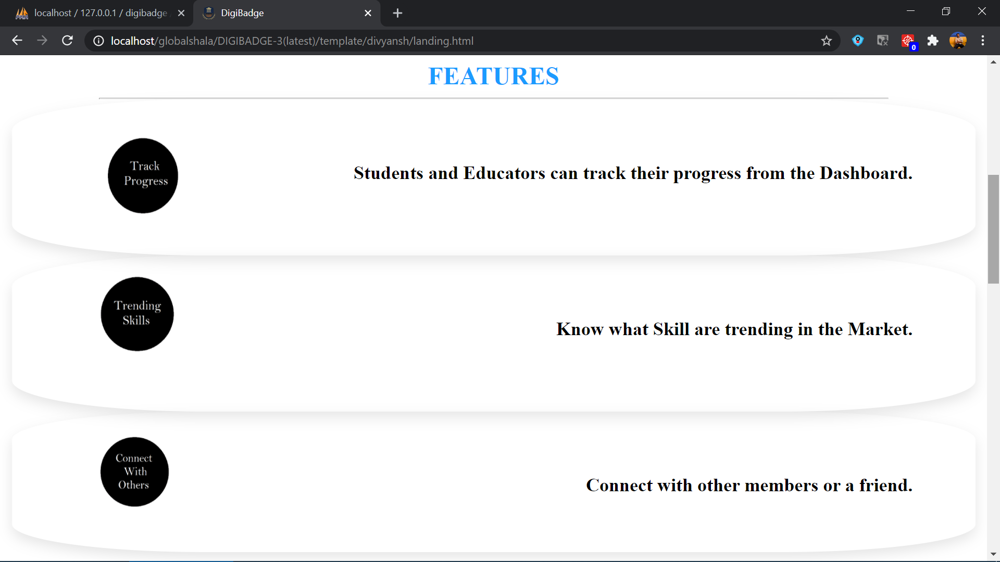 localhost / 127.0.0.1 / digibadge
DigiBadge
localhost/globalshala/DIGIBADGE-3(latest)/template/divyansh/landing.html
0
FEATURES
Track
Progress
Students and Educators can track their progress from the Dashboard.
Trending
Skills
Know what Skill are trending in the Market.
Connect
With
Others
Connect with other members or a friend.